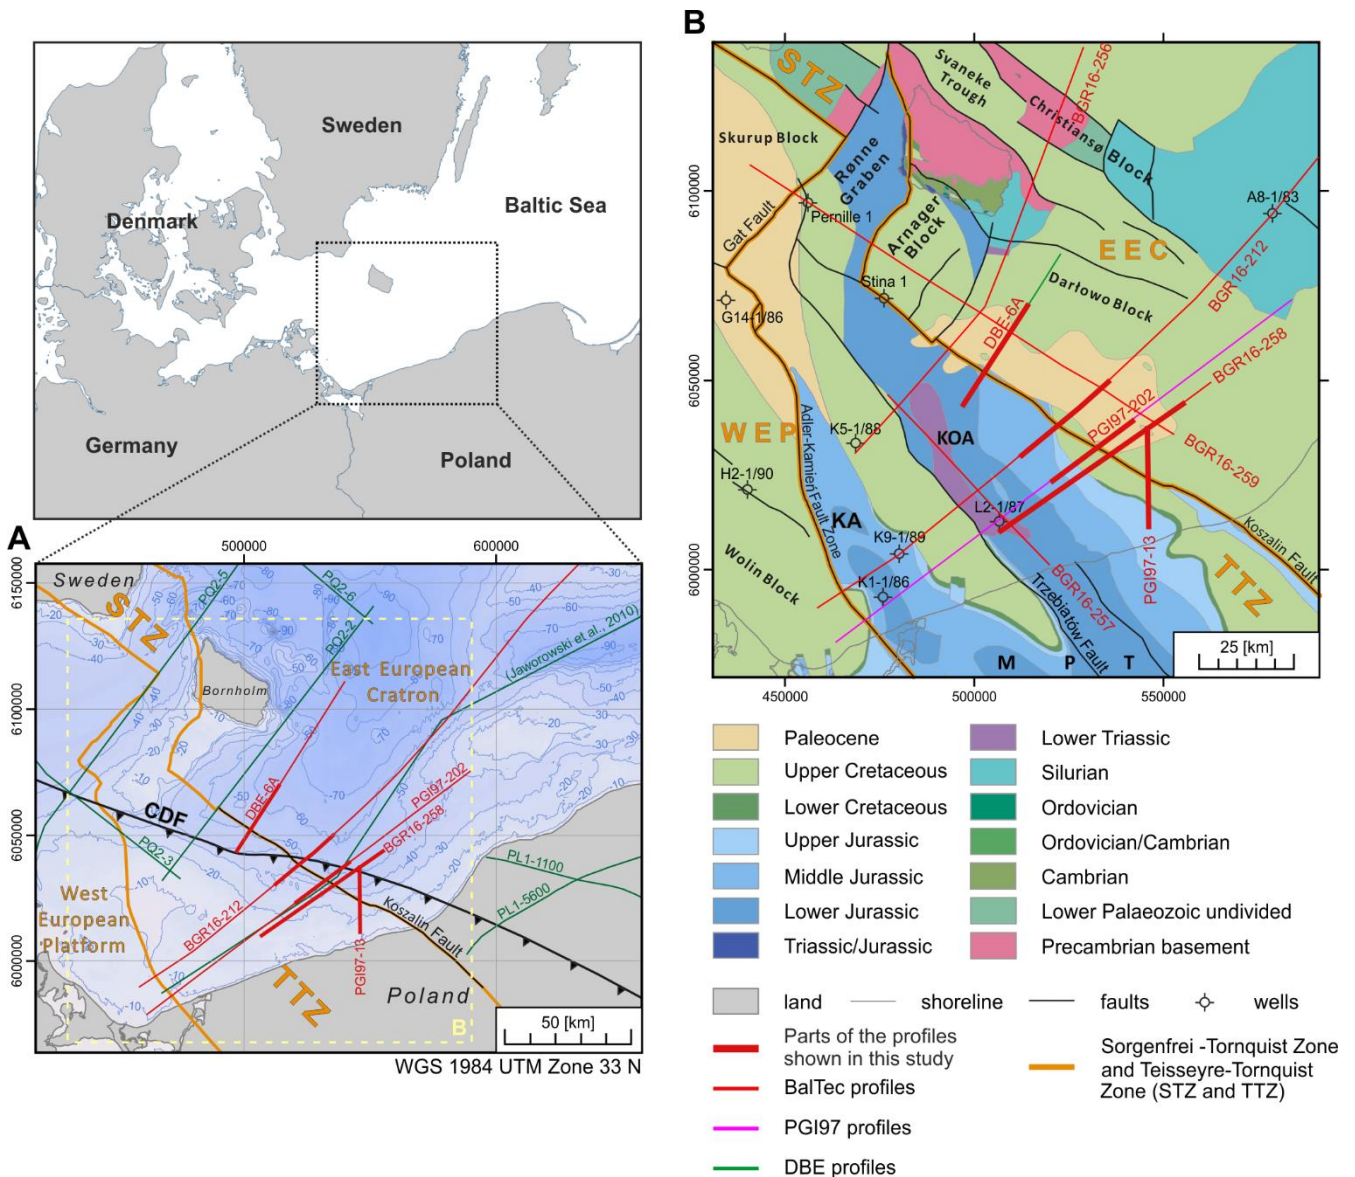 Sweden
Denmark
Baltic Sea
Germany
Poland
A
5000000
6000000
6150000
6100000
6050000
6000000
Sweden
STZ
PQ2-5
PQ2-6
PQ2-2
East European
Cratron
(Jaworowski et al., 2010)
Bornholm
DBE-6A
PGI97-202
BGR16-258
CDF
PQ2-3
West
European
Platform
BGR16-212
Koszalin Fault
PL1-1100
PL1-5600
PGI97-13
TTZ
Poland
50 [km]
B
WGS 1984 UTM Zone 33 N
B
STZ
Svaneke
Trough
BGR16-256
Christiansø
Block
Skurup Block
Rønne
Graben
6100000
Pernille 1
A8-1/83
Gat Fault
Arnager
Block
EEC
BGR16-212
Stina 1
Darłowo Block
G14-1/86
DBE-6A
BGR16-258
6050000
PGI97-202
WEP
K5-1/88
KOA
BGR16-259
H2-1/90
Adler-Kamień Fault Zone
L2-1/87
KA
K9-1/89
Koszalin Fault
6000000
Wolin Block
K1-1/86
BGR16-257
PGI97-13
TTZ
Trzebiatów Fault
M P T
25 [km]
450000
500000
550000
Paleocene
Upper Cretaceous
Lower Cretaceous
Upper Jurassic
Middle Jurassic
Lower Jurassic
Triassic/Jurassic
Lower Triassic
Silurian
Ordovician
Ordovician/Cambrian
Cambrian
Lower Palaeozoic undivided
Precambrian basement
land
shoreline
faults
wells
Parts of the profiles
shown in this study
BalTec profiles
PGI97 profiles
DBE profiles
Sorgenfrei -Tornquist Zone
and Teisseyre-Tornquist
Zone (STZ and TTZ)